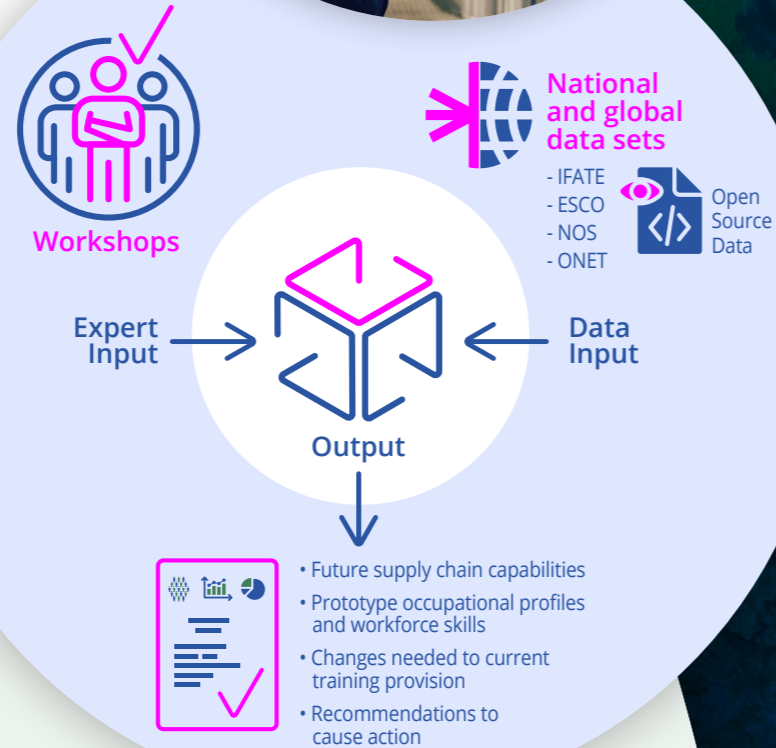 Workshops
National
and global
data sets
- IFATE
- ESCO
- NOS
- ONET
</>
Open
Source
Data
Expert
Input
Data
Input
Output
• Future supply chain capabilities
• Prototype occupational profiles
and workforce skills
• Changes needed to current
training provision
• Recommendations to
cause action